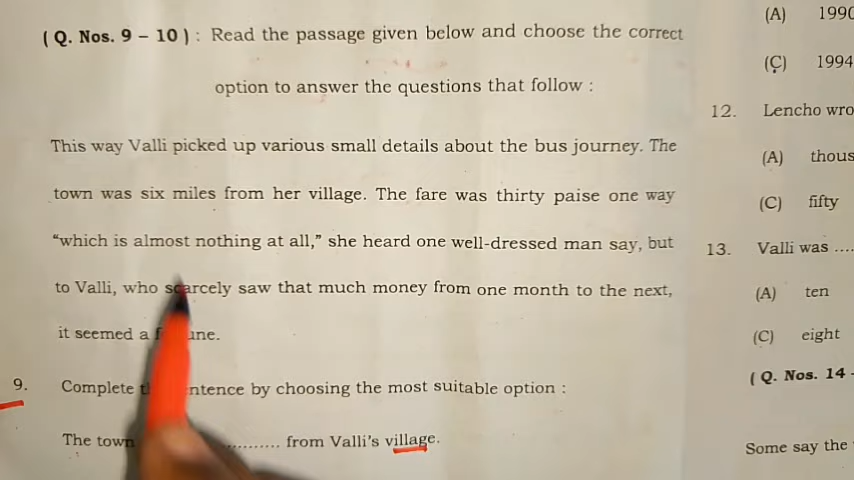 ( Q. Nos. 9 – 10 ) : Read the passage given below and choose the correct
option to answer the questions that follow :
This way Valli picked up various small details about the bus journey. The
town was six miles from her village. The fare was thirty paise one way
“which is almost nothing at all,” she heard one well-dressed man say, but
to Valli, who scarcely saw that much money from one month to the next,
it seemed a
9. Complete sentence by choosing the most suitable option :
The town ........... from Valli's village.
(A) 1990
(C) 1994
12. Lencho wro
(A) thous
(C) fifty
13. Valli was ....
(A) ten
(C) eight
( Q. Nos. 14 -
Some say the